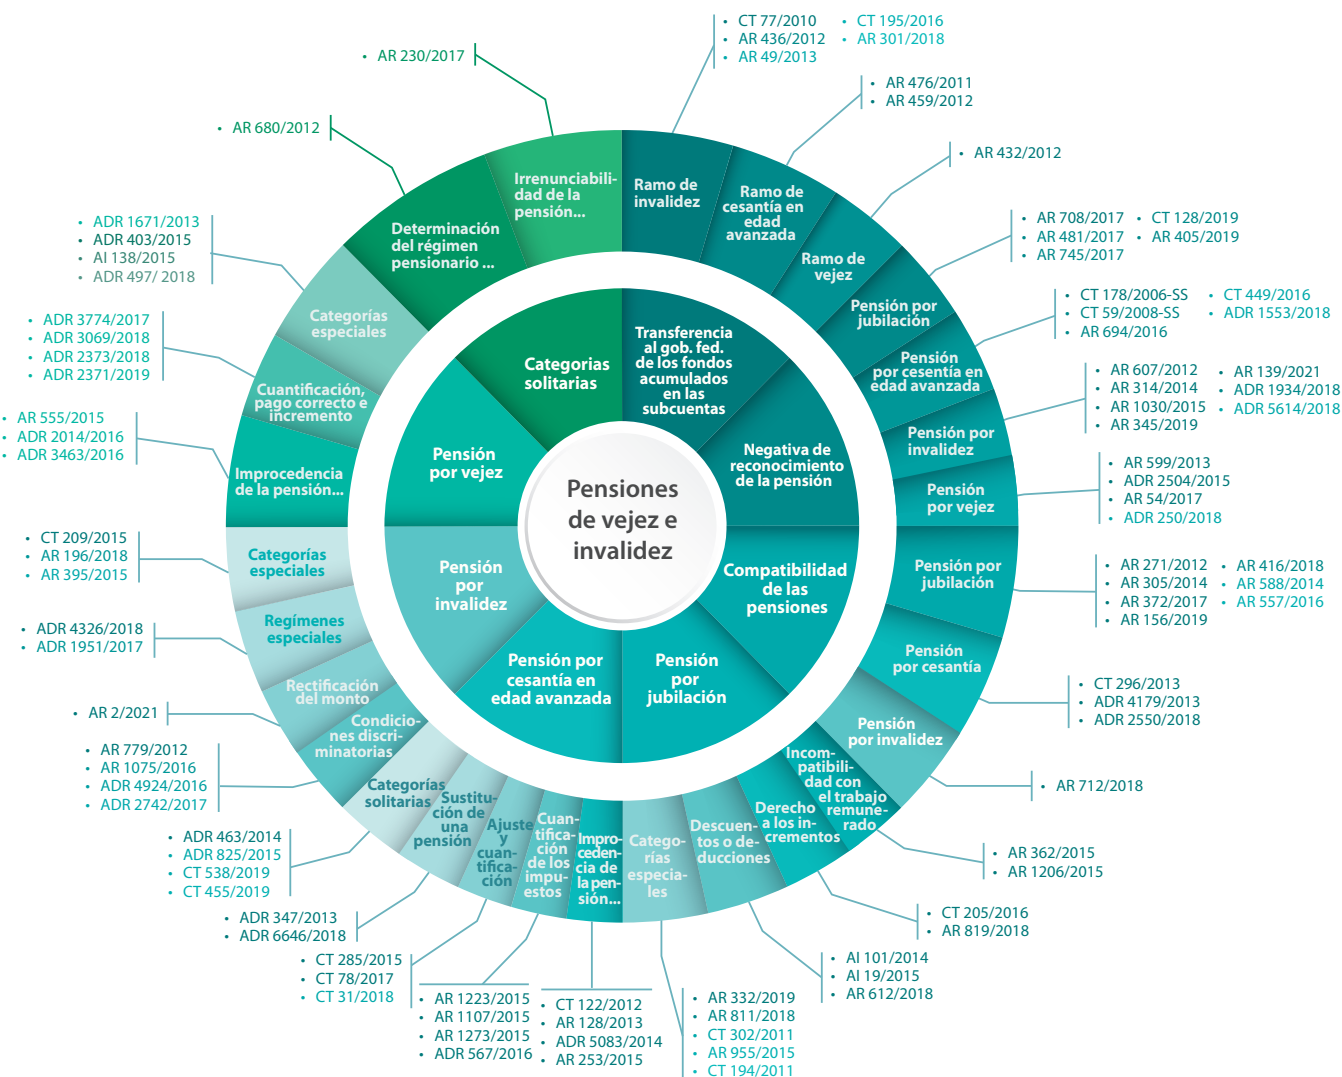 Pensiones
de vejez e
invalidez
Transferencia
al gob. fed.
de los fondos
acumulados
en las
subcuentas
Negativa de
reconocimiento
de la pensión
Compatibilidad
de las
pensiones
Pensión
por
jubilación
Pensión por
cesantía en
edad avanzada
Pensión
por
invalidez
Pensión
por vejez
Categorias
solitarias
Ramo de
invalidez
• CT 77/2010
• AR 436/2012
• AR 49/2013
• CT 195/2016
• AR 301/2018
Ramo de
cesantía en
edad
avanzada
• AR 476/2011
• AR 459/2012
Ramo de
vejez
• AR 432/2012
Pensión por
jubilación
• AR 708/2017
• AR 481/2017
• AR 745/2017
• CT 128/2019
• AR 405/2019
Pensión
por cesentía en
edad avanzada
• CT 178/2006-SS
• CT 59/2008-SS
• AR 694/2016
• CT 449/2016
• ADR 1553/2018
Pensión por
invalidez
• AR 607/2012
• AR 314/2014
• AR 1030/2015
• AR 345/2019
• AR 139/2021
• ADR 1934/2018
• ADR 5614/2018
Pensión
por vejez
• AR 599/2013
• ADR 2504/2015
• AR 54/2017
• ADR 250/2018
Pensión por
jubilación
• AR 271/2012
• AR 305/2014
• AR 372/2017
• AR 156/2019
• AR 416/2018
• AR 588/2014
• AR 557/2016
Pensión
por cesantía
• CT 296/2013
• ADR 4179/2013
• ADR 2550/2018
Pensión
por invalidez
• AR 712/2018
Incom-
patibili-
dad con
el trabajo
remune-
rado
• AR 362/2015
• AR 1206/2015
Derecho
a los in-
crementos
• CT 205/2016
• AR 819/2018
Descuen-
tos o de-
ducciones
• AI 101/2014
• AI 19/2015
• AR 612/2018
Catego-
rías
especia-
les
• AR 332/2019
• AR 811/2018
• CT 302/2011
• AR 955/2015
• CT 194/2011
Impro-
ceden-
cia de
la pen-
sión...
• CT 122/2012
• AR 128/2013
• ADR 5083/2014
• AR 253/2015
Cuan-
tifica-
ción
de los
impu-
estos
• AR 1223/2015
• AR 1107/2015
• AR 1273/2015
• ADR 567/2016
Ajuste
y
cuan-
tifica-
ción
• CT 285/2015
• CT 78/2017
• CT 31/2018
Sustitu-
ción de
una
pensión
• ADR 347/2013
• ADR 6646/2018
Categorías
solitarias
• ADR 463/2014
• ADR 825/2015
• CT 538/2019
• CT 455/2019
Condicio-
nes discri-
minatorias
• AR 779/2012
• AR 1075/2016
• ADR 4924/2016
• ADR 2742/2017
Rectificación
del monto
• AR 2/2021
Regímenes
especiales
• ADR 4326/2018
• ADR 1951/2017
Categorías
especiales
• CT 209/2015
• AR 196/2018
• AR 395/2015
Improcedencia
de la pensión...
• AR 555/2015
• ADR 2014/2016
• ADR 3463/2016
Cuantificación,
pago correcto e
incremento
• ADR 3774/2017
• ADR 3069/2018
• ADR 2373/2018
• ADR 2371/2019
Categorías
especiales
• ADR 1671/2013
• ADR 403/2015
• AI 138/2015
• ADR 497/ 2018
Determinación
del régimen
pensionario ...
• AR 680/2012
Irrenunciabili-
dad de la
pensión...
• AR 230/2017